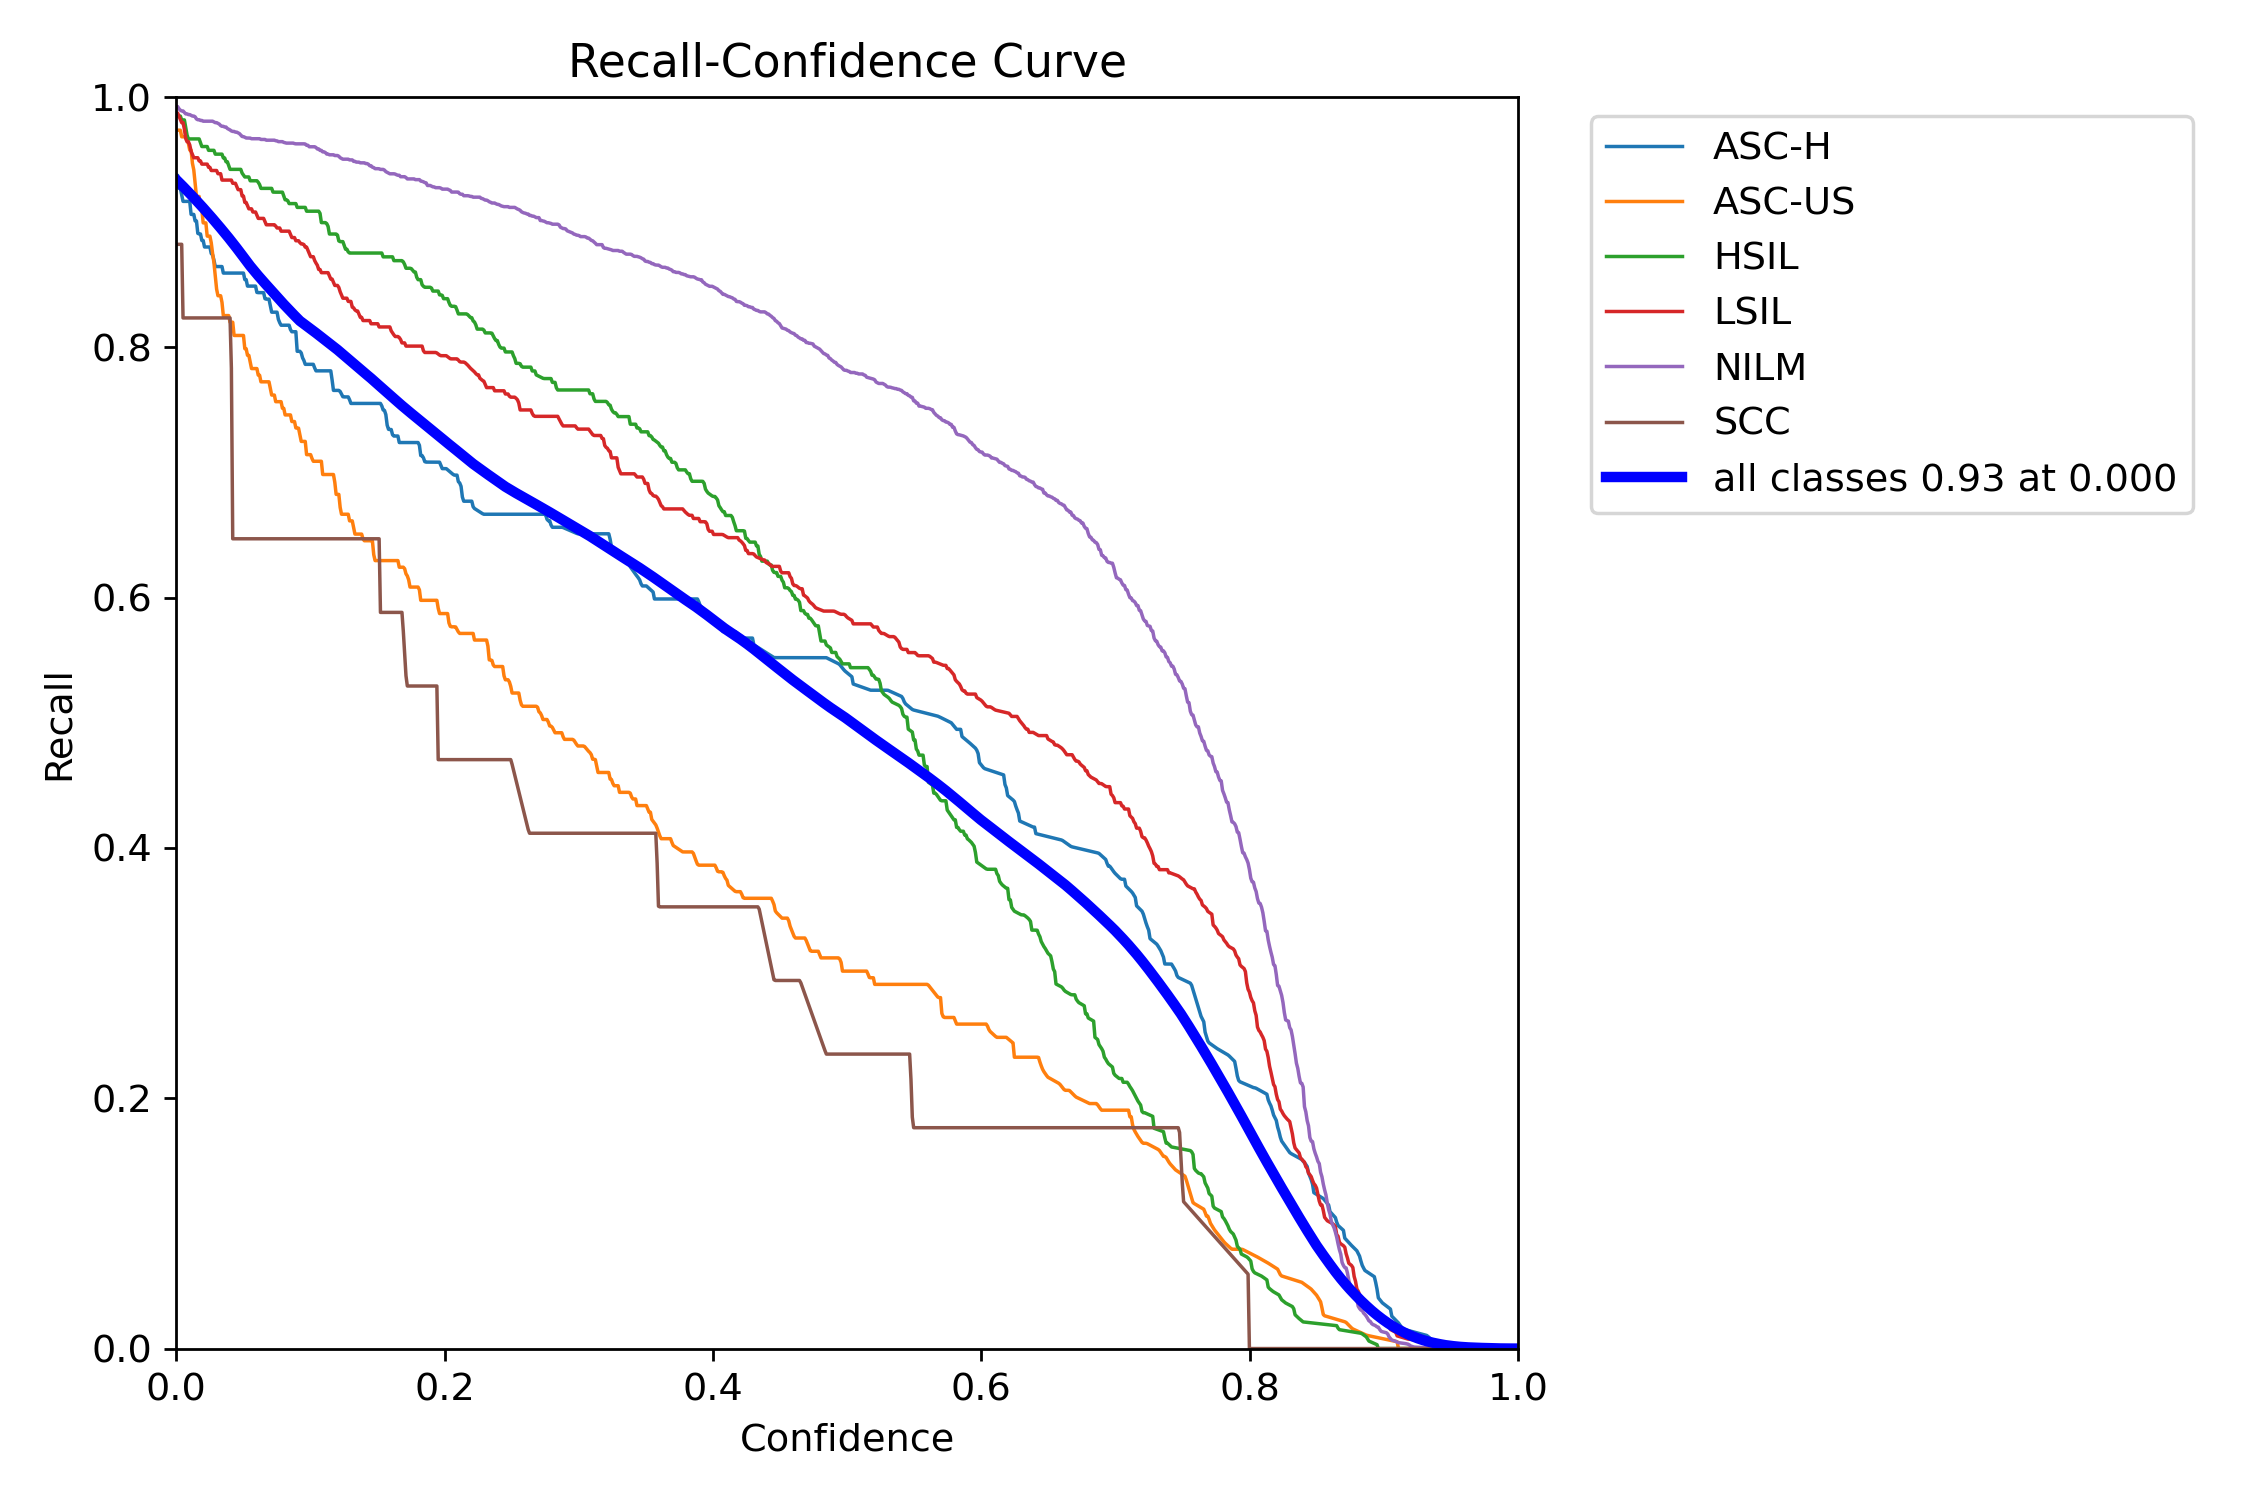 Recall-Confidence Curve
1.0
0.8
0.6
0.4
0.2
0.0
Recall
0.0 0.2 0.4 0.6 0.8 1.0
Confidence
ASC-H
ASC-US
HSIL
LSIL
NILM
SCC
all classes 0.93 at 0.000